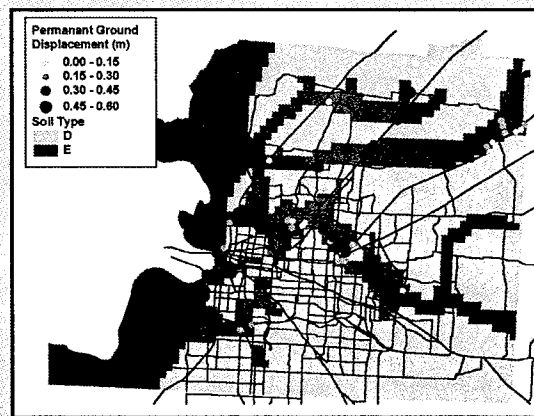 Permanant Ground
Displacement (m)
0.00 - 0.15
0.15 - 0.30
0.30 - 0.45
0.45 - 0.60
Soil Type
D
E